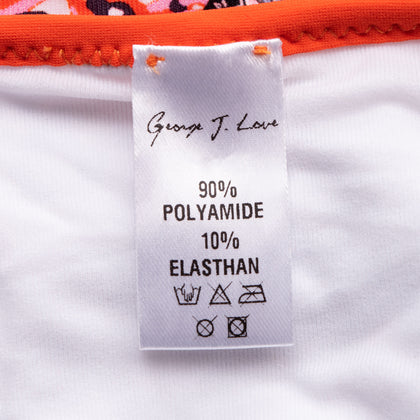 George J. Love
90%
POLYAMIDE
10%
ELASTHAN